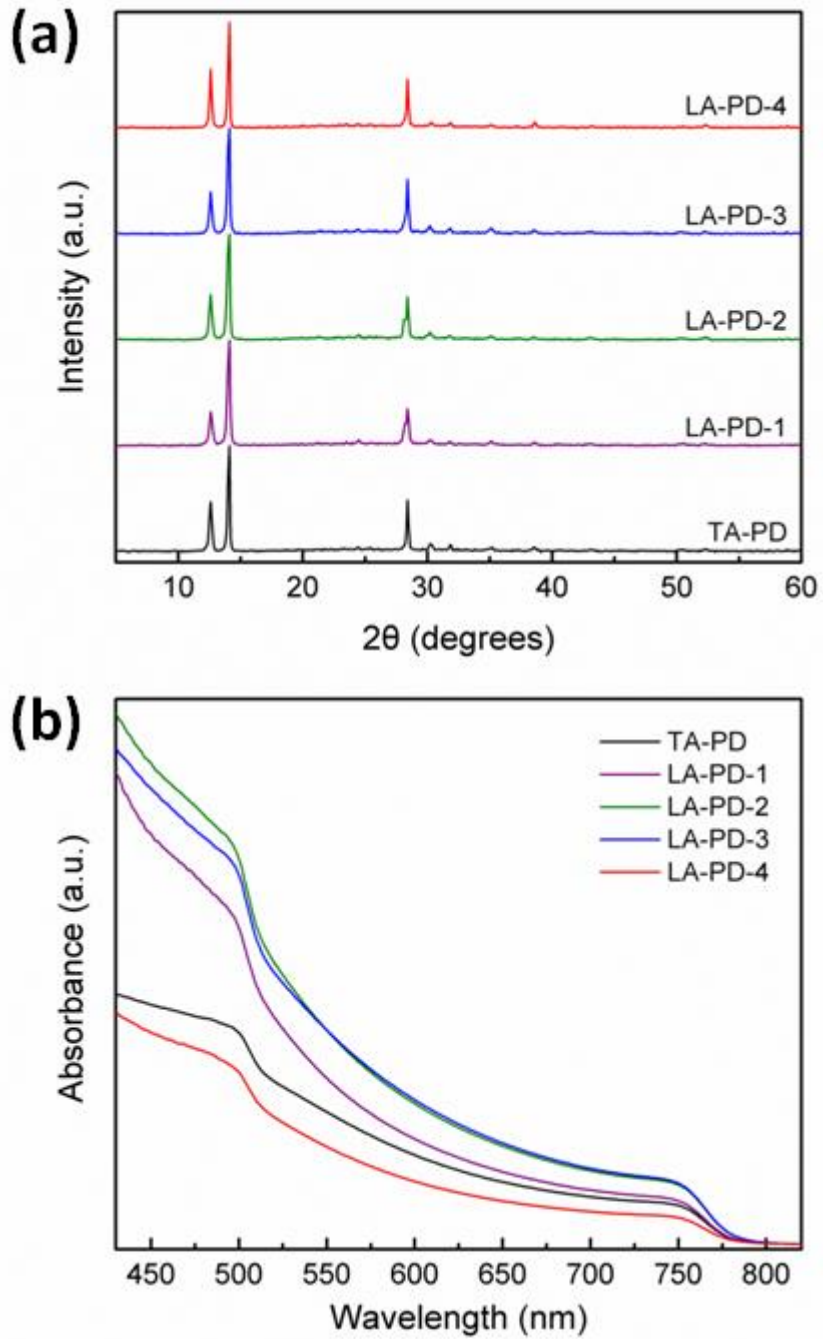 (a)
Intensity (a.u.)
LA-PD-4
LA-PD-3
LA-PD-2
LA-PD-1
TA-PD
10 20 30 40 50 60
2θ (degrees)
(b)
Absorbance (a.u.)
TA-PD
LA-PD-1
LA-PD-2
LA-PD-3
LA-PD-4
450 500 550 600 650 700 750 800
Wavelength (nm)